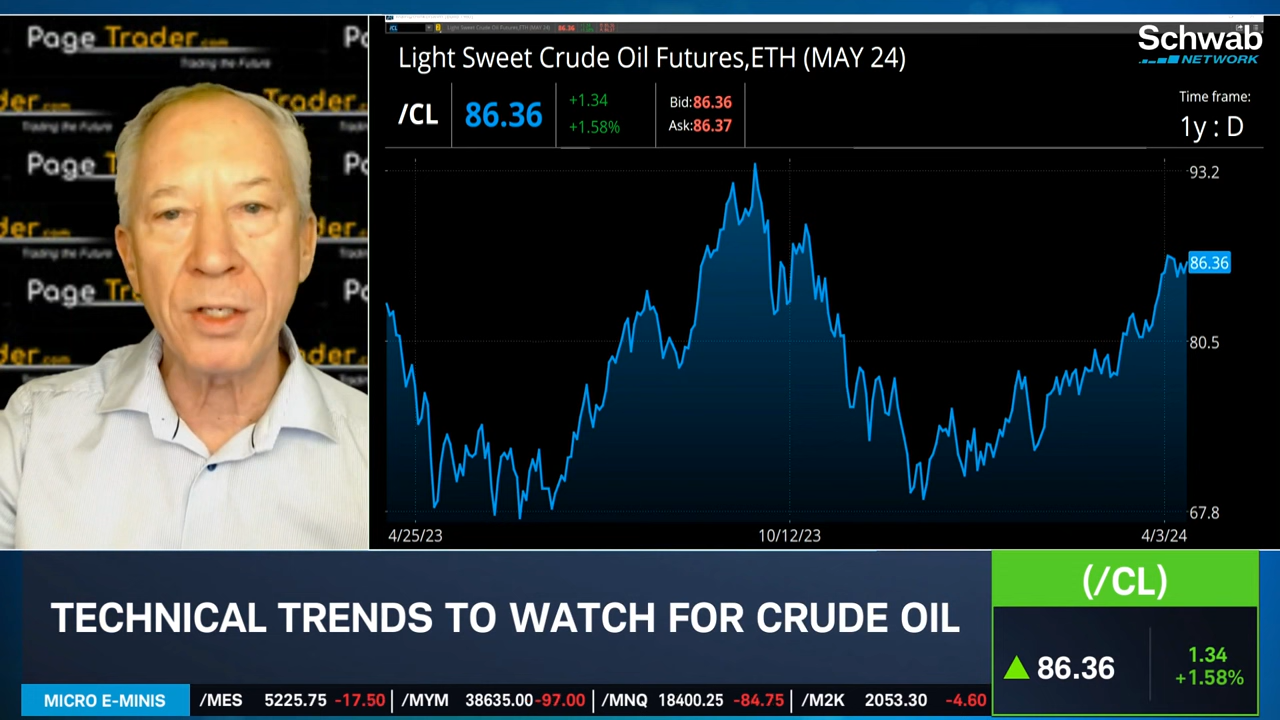 Page Trader.com
Trading the Future
Schwab
NETWORK
Light Sweet Crude Oil Futures,ETH (MAY 24)
/CL
86.36
+1.34
+1.58%
Bid:86.36
Ask:86.37
Time frame:
1y : D
93.2
86.36
80.5
67.8
4/25/23
10/12/23
4/3/24
TECHNICAL TRENDS TO WATCH FOR CRUDE OIL
(/CL)
86.36
1.34
+1.58%
MICRO E-MINIS
/MES 5225.75 -17.50 /MYM 38635.00 -97.00 /MNQ 18400.25 -84.75 /M2K 2053.30 -4.60